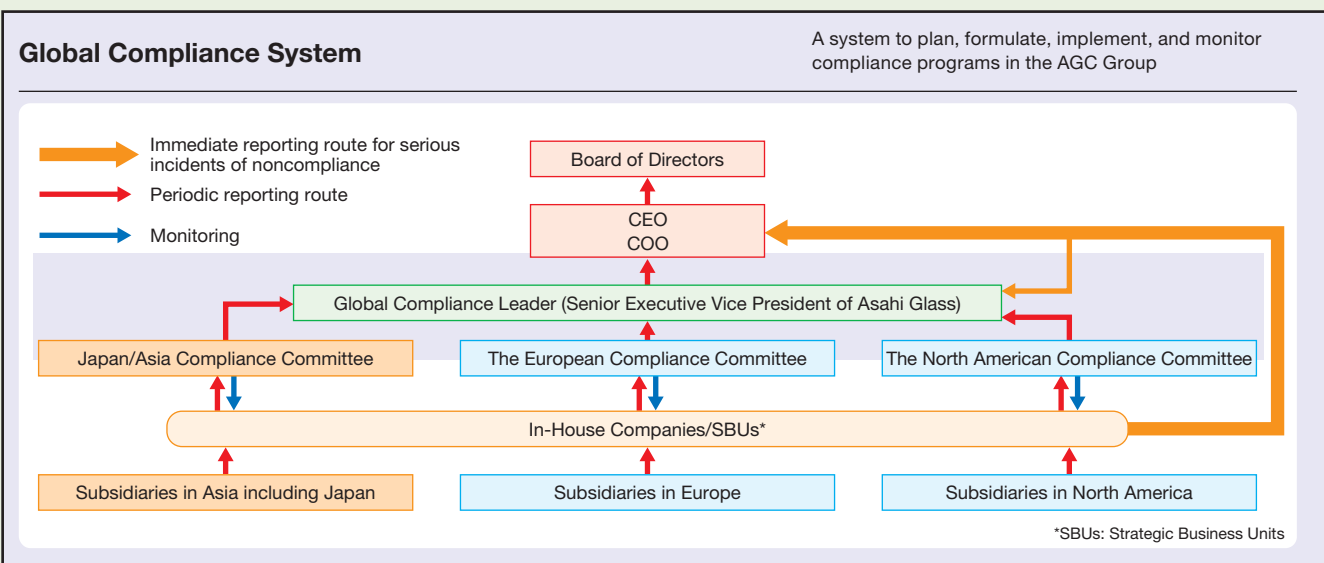 Global Compliance System
A system to plan, formulate, implement, and monitor
compliance programs in the AGC Group
Immediate reporting route for serious
incidents of noncompliance
Periodic reporting route
Monitoring
Board of Directors
CEO
COO
Global Compliance Leader (Senior Executive Vice President of Asahi Glass)
Japan/Asia Compliance Committee
The European Compliance Committee
The North American Compliance Committee
In-House Companies/SBUs*
Subsidiaries in Asia including Japan
Subsidiaries in Europe
Subsidiaries in North America
*SBUs: Strategic Business Units